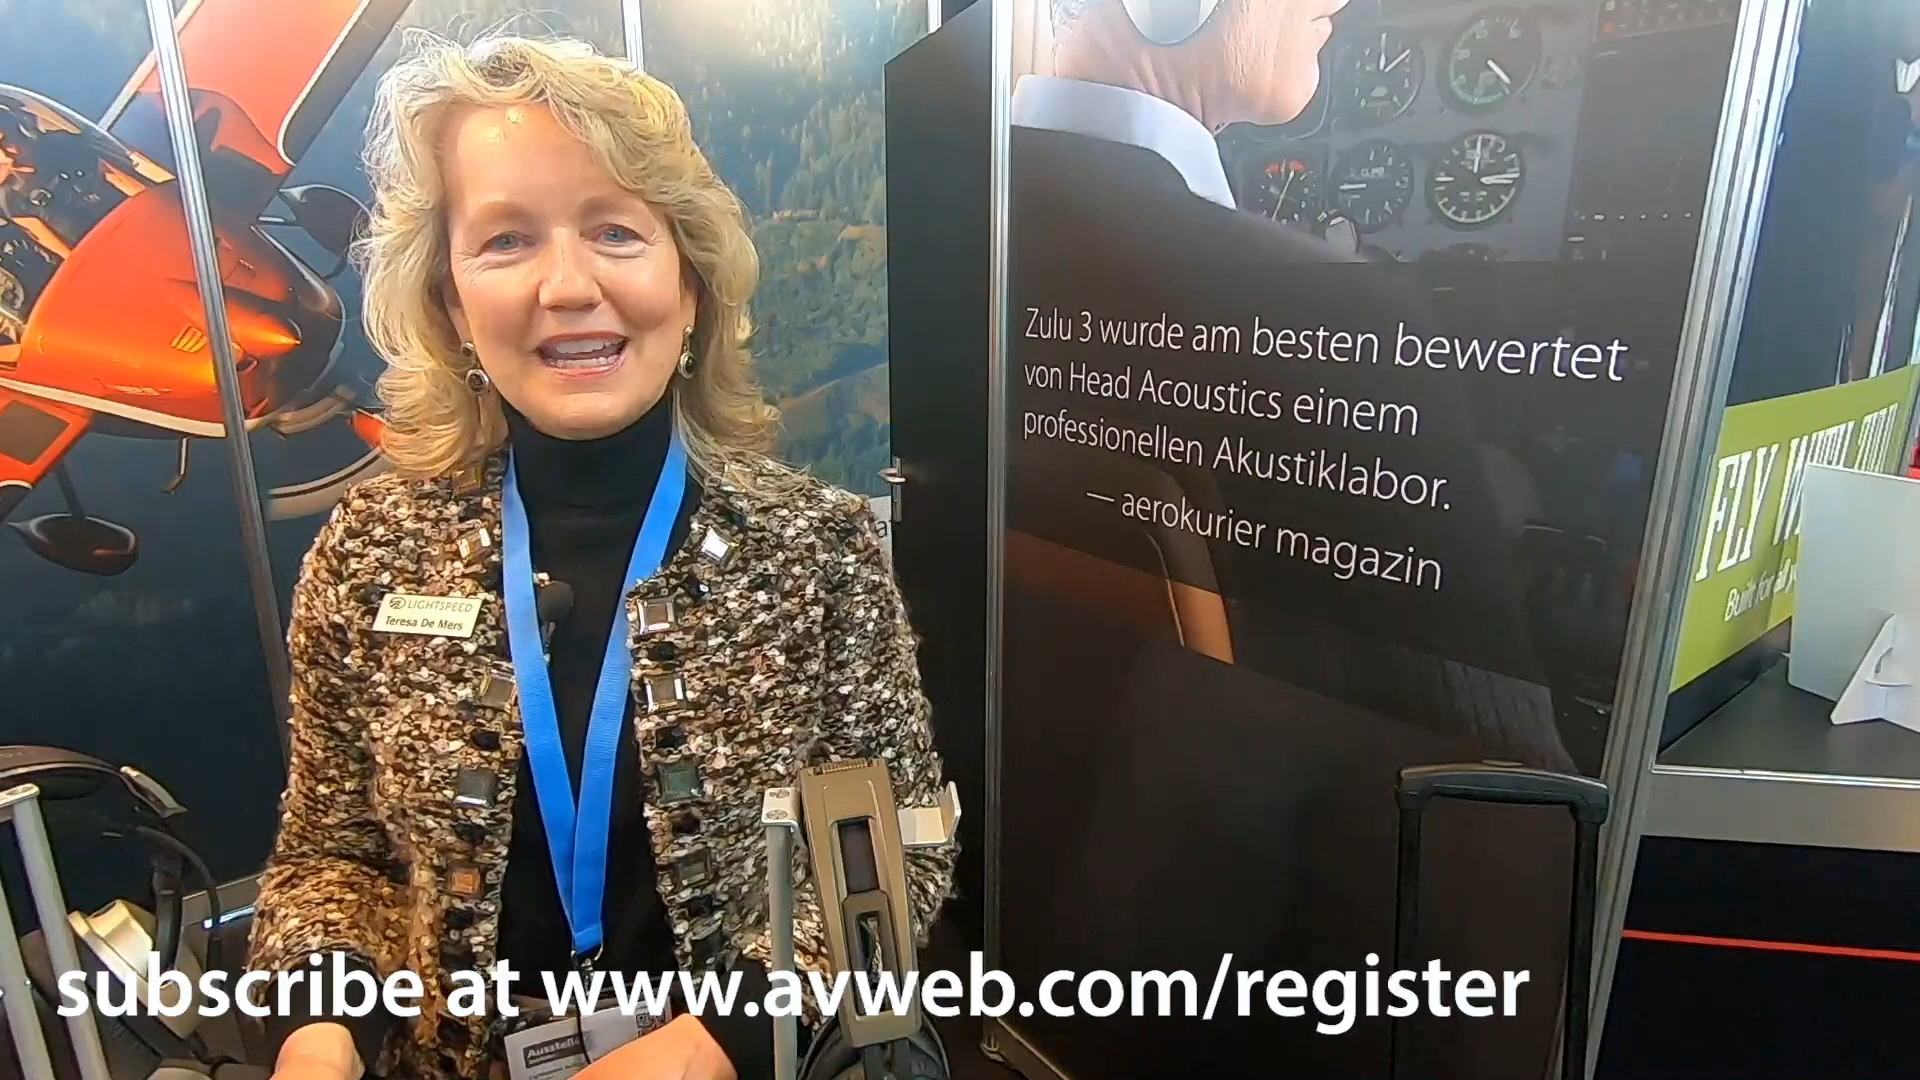 Zulu 3 wurde am besten bewertet
von Head Acoustics einem
professionellen Akustiklabor.
— aerokurier magazin
LIGHTSPEED
Teresa De Mers
FLY
subscribe at www.avweb.com/register